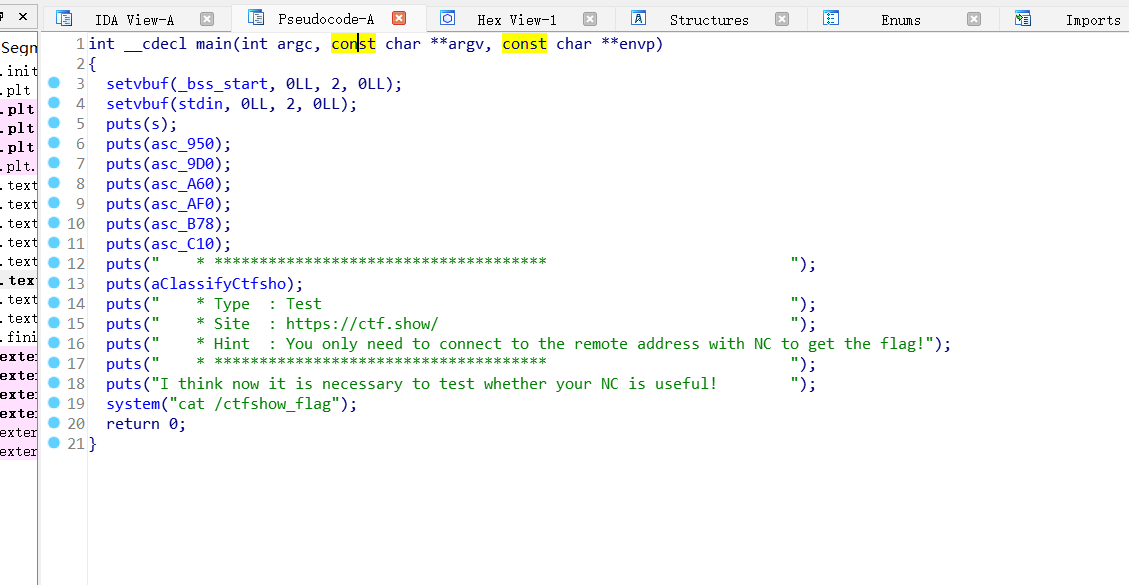 IDA View-A Pseudocode-A Hex View-1 Structures Enums Imports
Segm
.init
.plt
.plt
.plt
.plt
.plt.
.text
.text
.text
.text
.text
.text
.text
.text
.fini
exter
exter
exter
exter
exter
exter
1 int __cdecl main(int argc, const char **argv, const char **envp)
2 {
3 setvbuf(_bss_start, 0LL, 2, 0LL);
4 setvbuf(stdin, 0LL, 2, 0LL);
5 puts(s);
6 puts(asc_950);
7 puts(asc_9D0);
8 puts(asc_A60);
9 puts(asc_AF0);
10 puts(asc_B78);
11 puts(asc_C10);
12 puts("    * *************************************                           ");
13 puts(aClassifyCtfsho);
14 puts("    * Type  : Test                                                    ");
15 puts("    * Site  : https://ctf.show/                                       ");
16 puts("    * Hint  : You only need to connect to the remote address with NC to get the flag!");
17 puts("    * *************************************                           ");
18 puts("I think now it is necessary to test whether your NC is useful!        ");
19 system("cat /ctfshow_flag");
20 return 0;
21 }